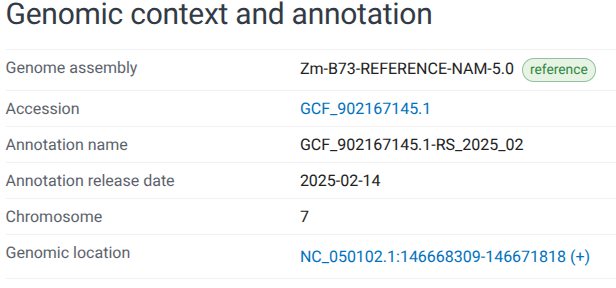 Genomic context and annotation
Genome assembly Zm-B73-REFERENCE-NAM-5.0 reference
Accession GCF_902167145.1
Annotation name GCF_902167145.1-RS_2025_02
Annotation release date 2025-02-14
Chromosome 7
Genomic location NC_050102.1:146668309-146671818 (+)